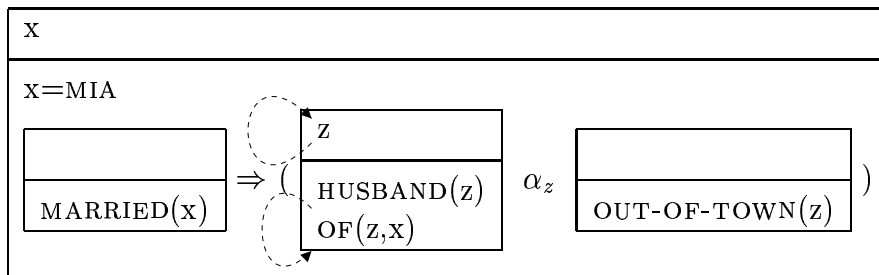 x
x=MIA
z
MARRIED(x) ⇒ ( HUSBAND(z) α_z OUT-OF-TOWN(z) )
OF(z,x)